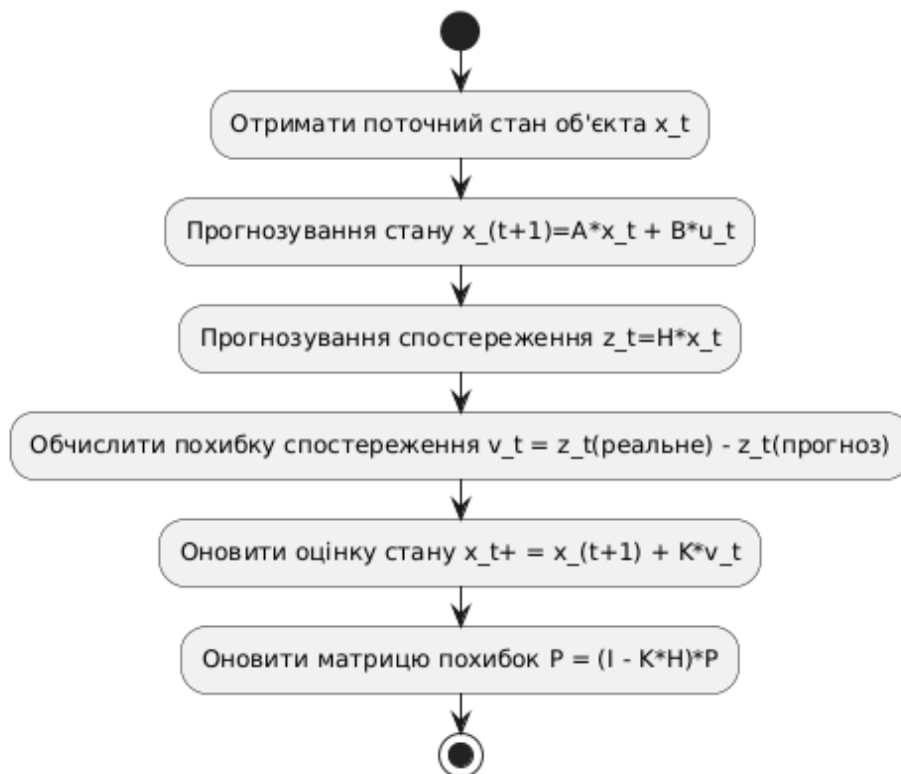 Отримати поточний стан об'єкта x_t
Прогнозування стану x_(t+1)=A*x_t + B*u_t
Прогнозування спостереження z_t=H*x_t
Обчислити похибку спостереження v_t = z_t(реальне) - z_t(прогноз)
Оновити оцінку стану x_t+ = x_(t+1) + K*v_t
Оновити матрицю похибок P = (I - K*H)*P